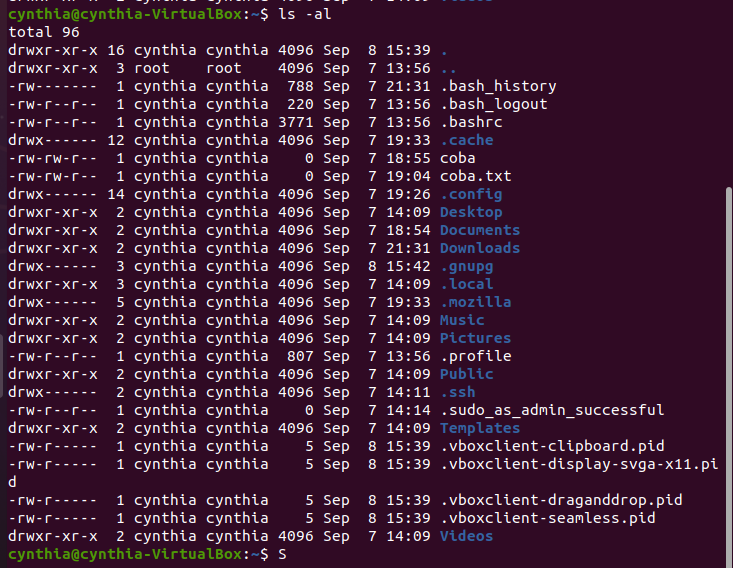 cynthia@cynthia-VirtualBox:~$ ls -al
total 96
drwxr-xr-x 16 cynthia cynthia 4096 Sep  8 15:39 .
drwxr-xr-x  3 root    root    4096 Sep  7 13:56 ..
-rw-------  1 cynthia cynthia  788 Sep  7 21:31 .bash_history
-rw-r--r--  1 cynthia cynthia  220 Sep  7 13:56 .bash_logout
-rw-r--r--  1 cynthia cynthia 3771 Sep  7 13:56 .bashrc
drwx------ 12 cynthia cynthia 4096 Sep  7 19:33 .cache
-rw-rw-r--  1 cynthia cynthia    0 Sep  7 18:55 coba
-rw-rw-r--  1 cynthia cynthia    0 Sep  7 19:04 coba.txt
drwx------ 14 cynthia cynthia 4096 Sep  7 19:26 .config
drwxr-xr-x  2 cynthia cynthia 4096 Sep  7 14:09 Desktop
drwxr-xr-x  2 cynthia cynthia 4096 Sep  7 18:54 Documents
drwxr-xr-x  2 cynthia cynthia 4096 Sep  7 21:31 Downloads
drwx------  3 cynthia cynthia 4096 Sep  8 15:42 .gnupg
drwxr-xr-x  3 cynthia cynthia 4096 Sep  7 14:09 .local
drwx------  5 cynthia cynthia 4096 Sep  7 19:33 .mozilla
drwxr-xr-x  2 cynthia cynthia 4096 Sep  7 14:09 Music
drwxr-xr-x  2 cynthia cynthia 4096 Sep  7 14:09 Pictures
-rw-r--r--  1 cynthia cynthia  807 Sep  7 13:56 .profile
drwxr-xr-x  2 cynthia cynthia 4096 Sep  7 14:09 Public
drwx------  2 cynthia cynthia 4096 Sep  7 14:11 .ssh
-rw-r--r--  1 cynthia cynthia    0 Sep  7 14:14 .sudo_as_admin_successful
drwxr-xr-x  2 cynthia cynthia 4096 Sep  7 14:09 Templates
-rw-r-----  1 cynthia cynthia    5 Sep  8 15:39 .vboxclient-clipboard.pid
-rw-r-----  1 cynthia cynthia    5 Sep  8 15:39 .vboxclient-display-svga-x11.pi
d
-rw-r-----  1 cynthia cynthia    5 Sep  8 15:39 .vboxclient-draganddrop.pid
-rw-r-----  1 cynthia cynthia    5 Sep  8 15:39 .vboxclient-seamless.pid
drwxr-xr-x  2 cynthia cynthia 4096 Sep  7 14:09 Videos
cynthia@cynthia-VirtualBox:~$ S